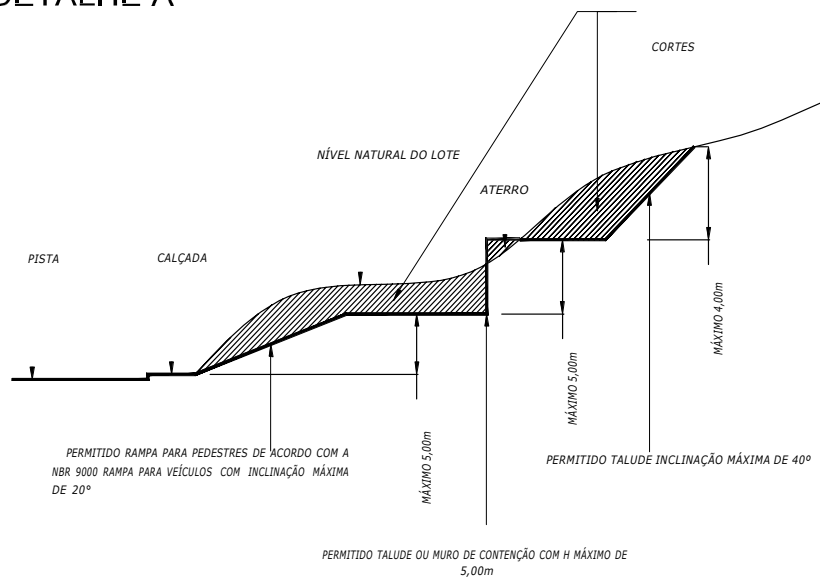 DETALHE A
CORTES
NÍVEL NATURAL DO LOTE
ATERRO
PISTA
CALÇADA
MÁXIMO 4,00m
MÁXIMO 5,00m
MÁXIMO 5,00m
PERMITIDO RAMPA PARA PEDESTRES DE ACORDO COM A
NBR 9000 RAMPA PARA VEÍCULOS COM INCLINAÇÃO MÁXIMA
DE 20º
PERMITIDO TALUDE INCLINAÇÃO MÁXIMA DE 40º
PERMITIDO TALUDE OU MURO DE CONTENÇÃO COM H MÁXIMO DE
5,00m